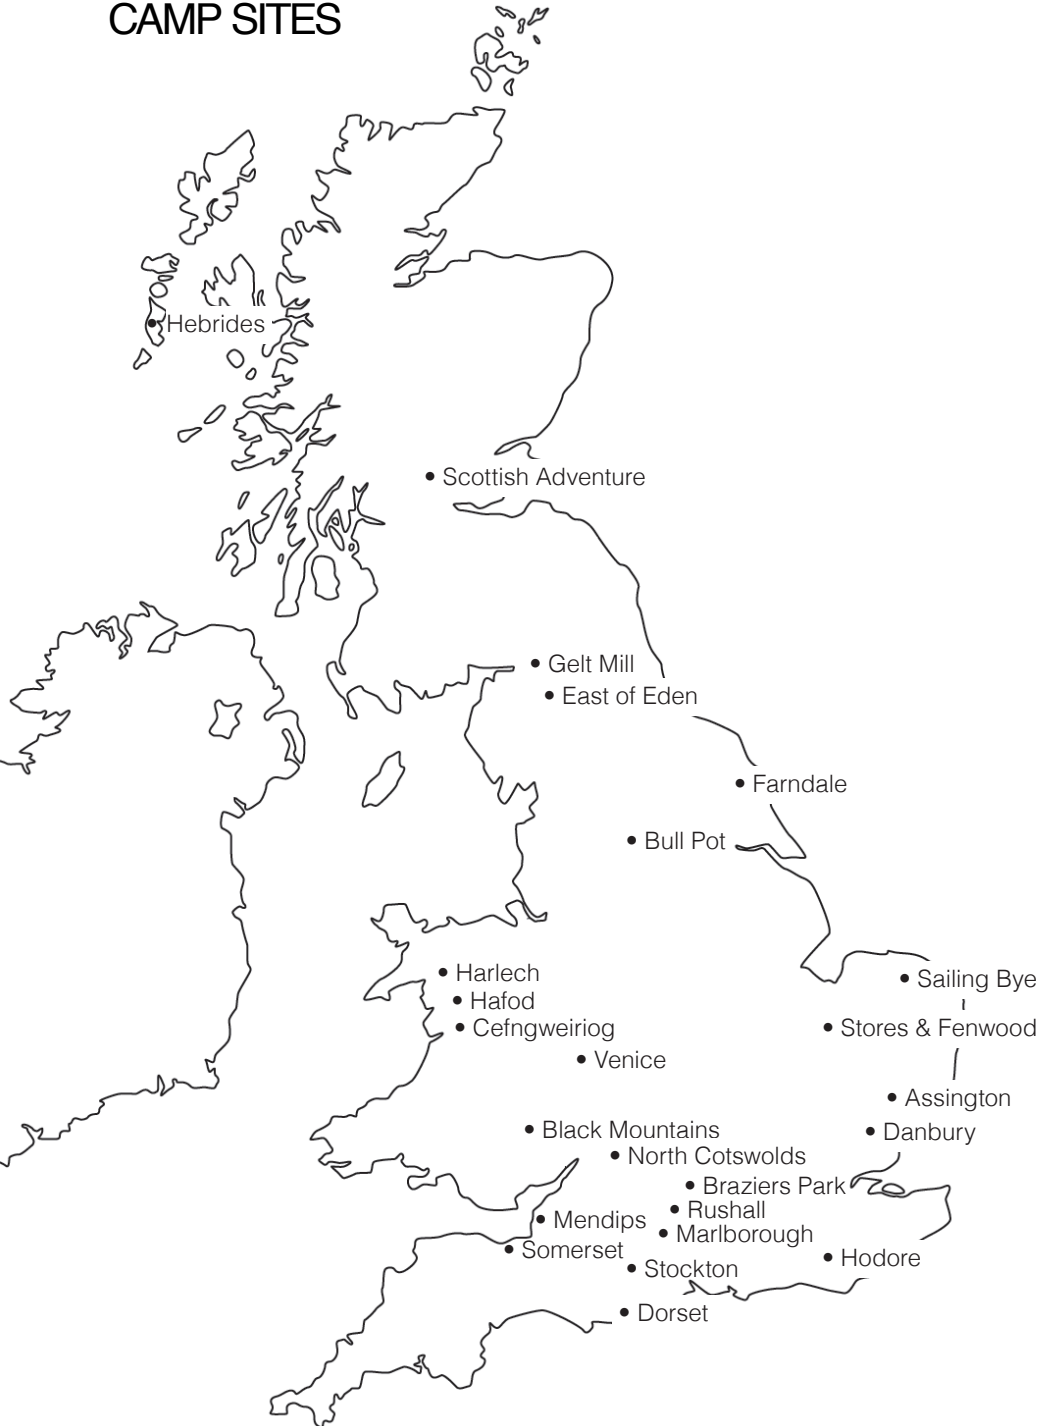 CAMP SITES
Hebrides
Scottish Adventure
Gelt Mill
East of Eden
Farndale
Bull Pot
Harlech
Sailing Bye
Hafod
Cefngweiriog
Stores & Fenwood
Venice
Assington
Black Mountains
Danbury
North Cotswolds
Braziers Park
Rushall
Mendips
Marlborough
Somerset
Hodore
Stockton
Dorset